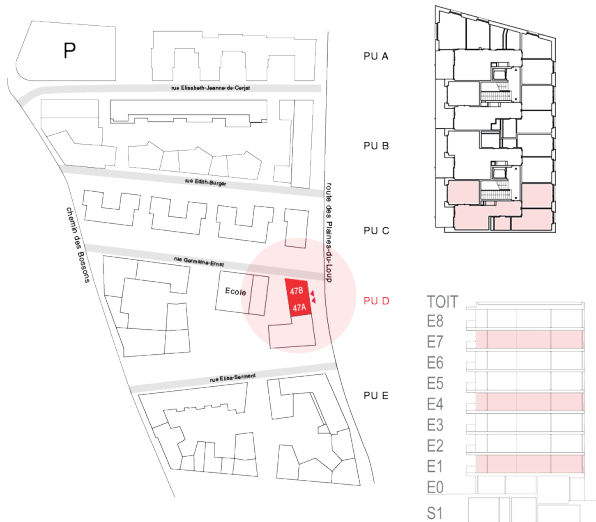 P
PU A
rue Elisabeth-Jeanne-de-Cerjat
PU B
rue Edith-Burger
route des Plaines-du-Loup
PU C
chemin des Bossons
rue Germaine-Ernst
Ecole
47B
47A
PU D
rue Elise-Serment
PU E
TOIT
E8
E7
E6
E5
E4
E3
E2
E1
E0
S1